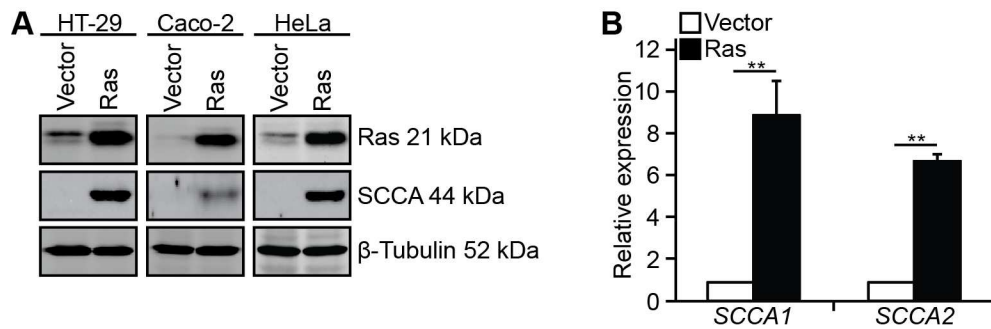 A
HT-29 Caco-2 HeLa
Vector Ras Vector Ras Vector Ras
Ras 21 kDa
SCCA 44 kDa
β-Tubulin 52 kDa
B
Vector
Ras
Relative expression
12
10
8
6
4
2
0
**
**
SCCA1 SCCA2